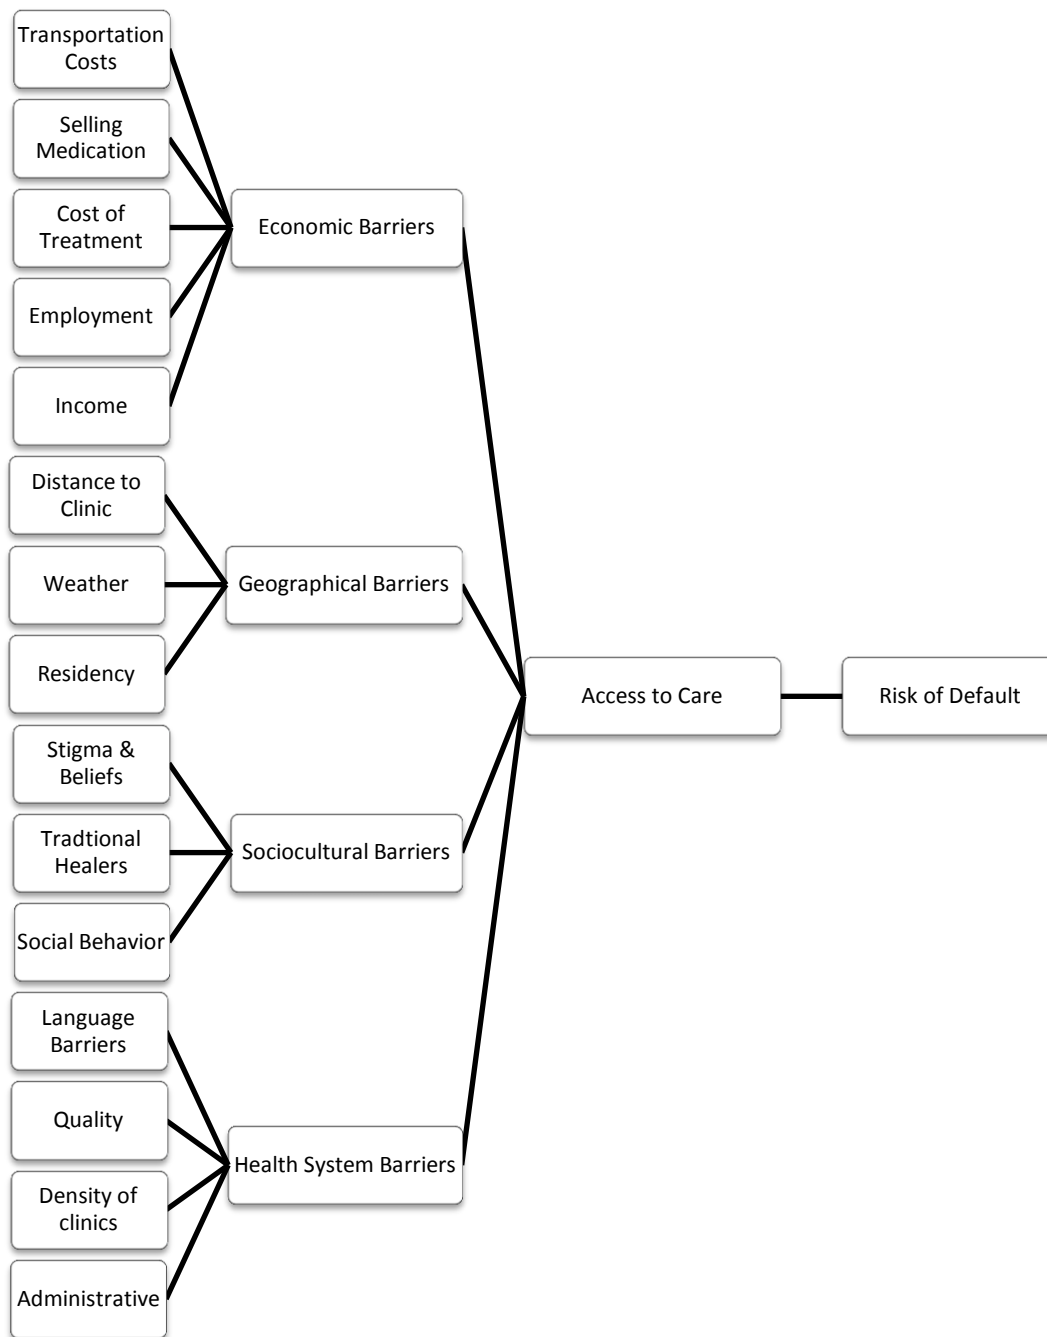 Transportation
Costs
Selling
Medication
Cost of
Treatment
Employment
Income
Economic Barriers
Distance to
Clinic
Weather
Residency
Geographical Barriers
Stigma &
Beliefs
Tradtional
Healers
Social Behavior
Sociocultural Barriers
Language
Barriers
Quality
Density of
clinics
Administrative
Health System Barriers
Access to Care
Risk of Default